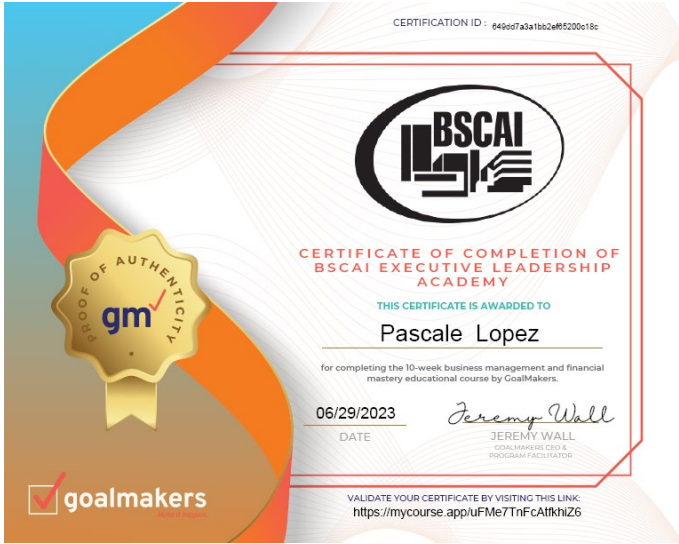 CERTIFICATION ID : 649dd7a3a1bb2ef65200c18c
BSCAI
CERTIFICATE OF COMPLETION OF
BSCAI EXECUTIVE LEADERSHIP
ACADEMY
THIS CERTIFICATE IS AWARDED TO
Pascale Lopez
for completing the 10-week business management and financial
mastery educational course by GoalMakers.
06/29/2023
DATE
Jeremy Wall
JEREMY WALL
GOALMAKERS CEO &
PROGRAM FACILITATOR
PROOF OF AUTHENTICITY
gm
goalmakers
VALIDATE YOUR CERTIFICATE BY VISITING THIS LINK:
https://mycourse.app/uFMe7TnFcAtfkhiZ6